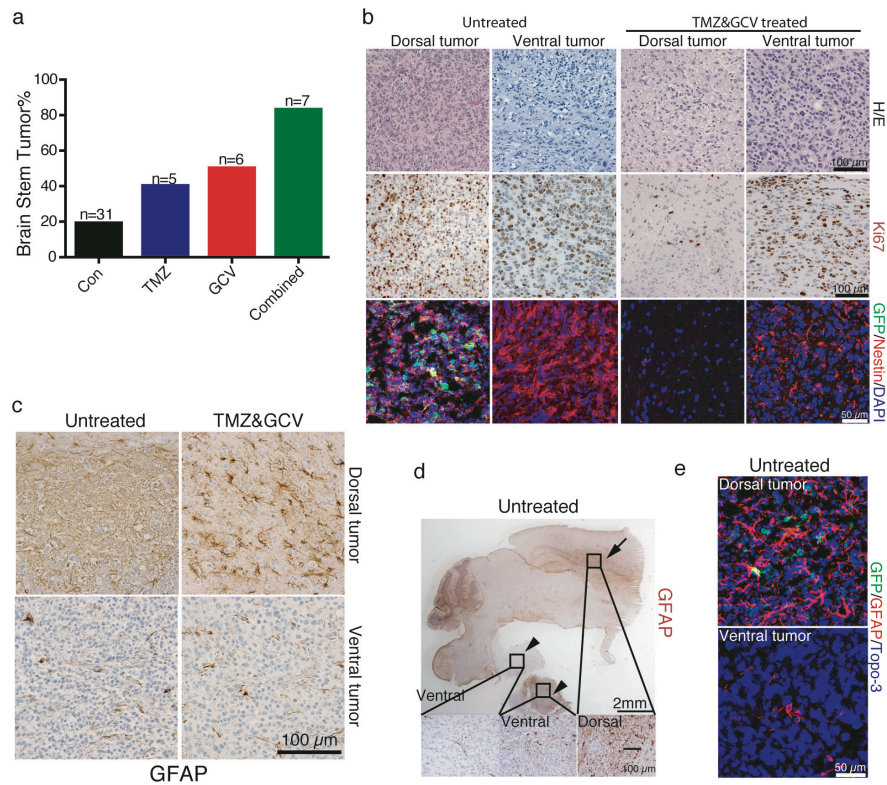 a
Brain Stem Tumor%
100
80
60
40
20
0
n=31
n=5
n=6
n=7
Con
TMZ
GCV
Combined
b
Untreated
TMZ&GCV treated
Dorsal tumor
Ventral tumor
Dorsal tumor
Ventral tumor
H/E
100 µm
Ki67
100 µm
GFP/Nestin/DAPI
50 µm
c
Untreated
TMZ&GCV
Dorsal tumor
Ventral tumor
100 µm
GFAP
d
Untreated
GFAP
Ventral
Ventral
Dorsal
2mm
100 µm
e
Untreated
Dorsal tumor
Ventral tumor
GFP/GFAP/Topo-3
50 µm